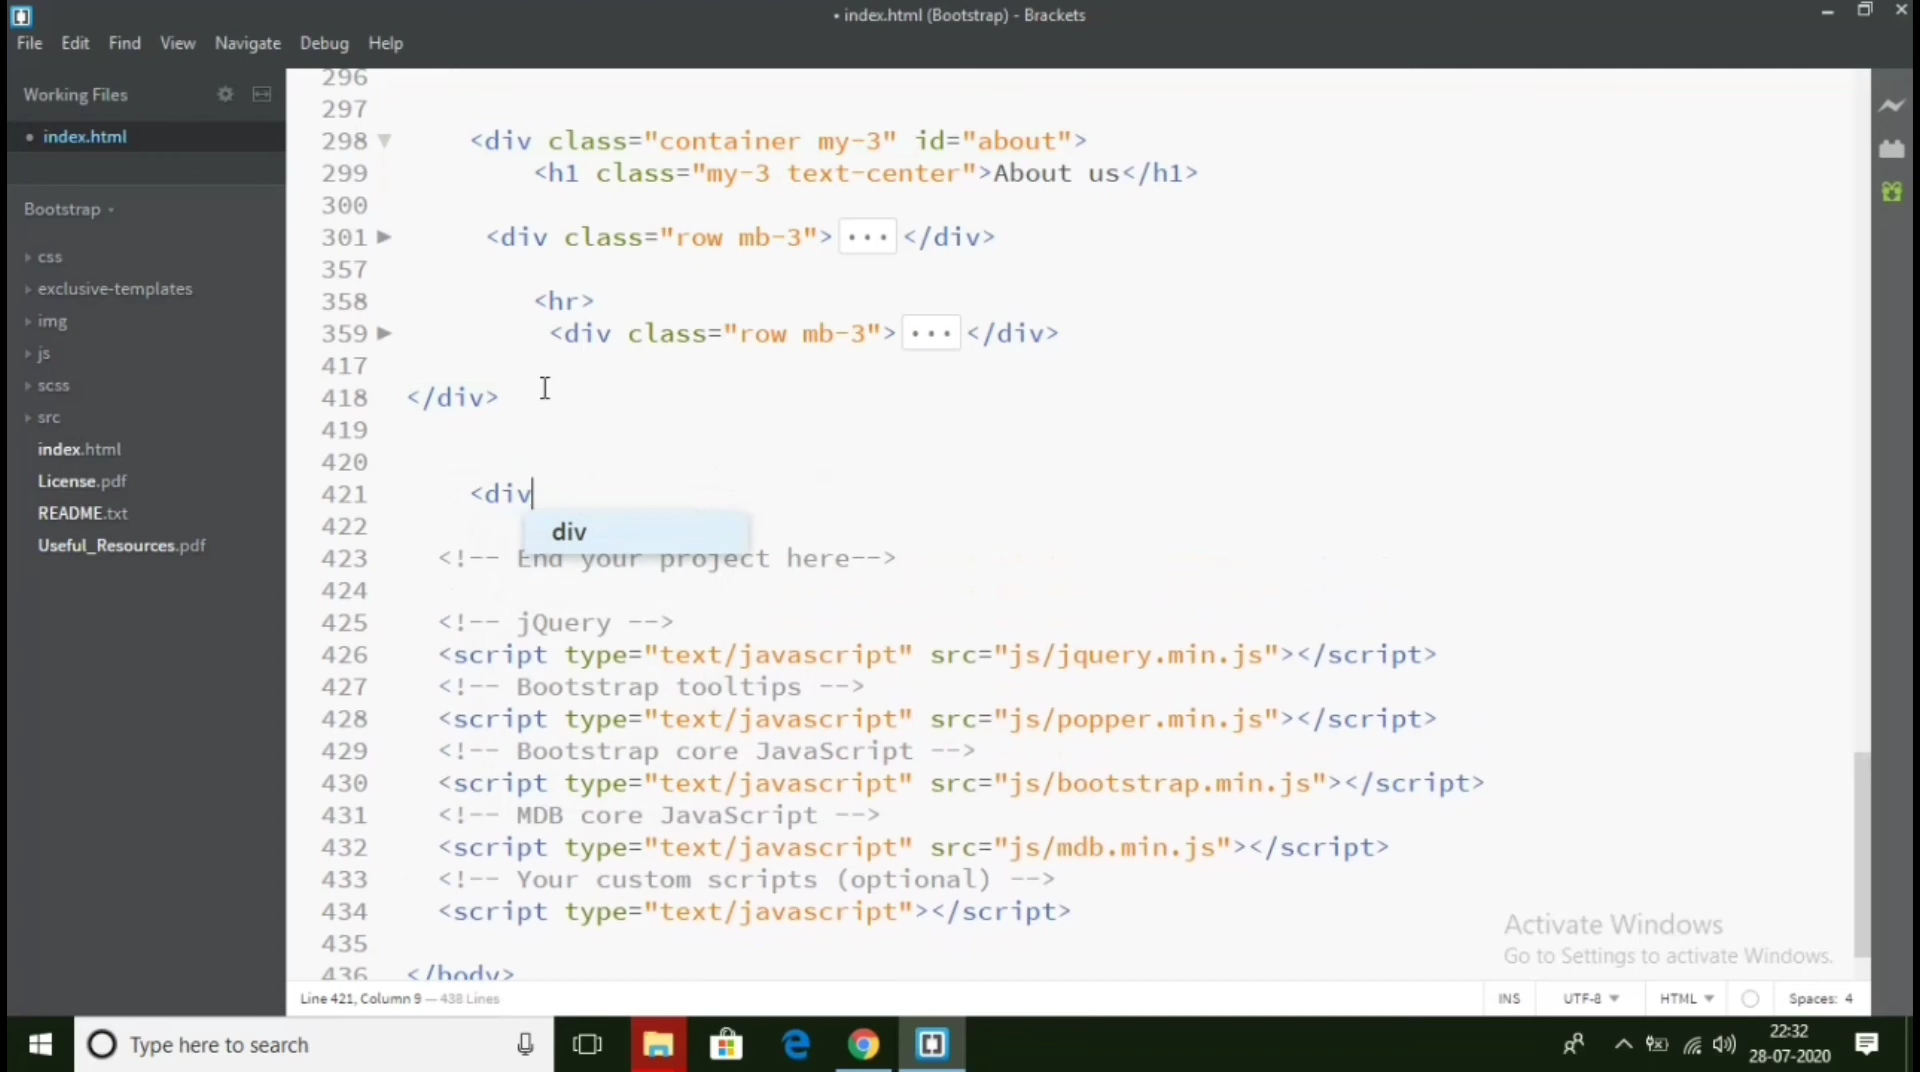 • index.html (Bootstrap) - Brackets
File Edit Find View Navigate Debug Help
Working Files
• index.html
Bootstrap
css
exclusive-templates
img
js
scss
src
index.html
License.pdf
README.txt
Useful_Resources.pdf
296
297
298 <div class="container my-3" id="about">
299 <h1 class="my-3 text-center">About us</h1>
300
301 <div class="row mb-3">···</div>
357
358 <hr>
359 <div class="row mb-3">···</div>
417
418 </div>
419
420
421 <div
div
422
423 <!-- End your project here-->
424
425 <!-- jQuery -->
426 <script type="text/javascript" src="js/jquery.min.js"></script>
427 <!-- Bootstrap tooltips -->
428 <script type="text/javascript" src="js/popper.min.js"></script>
429 <!-- Bootstrap core JavaScript -->
430 <script type="text/javascript" src="js/bootstrap.min.js"></script>
431 <!-- MDB core JavaScript -->
432 <script type="text/javascript" src="js/mdb.min.js"></script>
433 <!-- Your custom scripts (optional) -->
434 <script type="text/javascript"></script>
435
436 </body>
Activate Windows
Go to Settings to activate Windows.
Line 421, Column 9 — 438 Lines
INS UTF-8 HTML Spaces: 4
Type here to search
22:32
28-07-2020